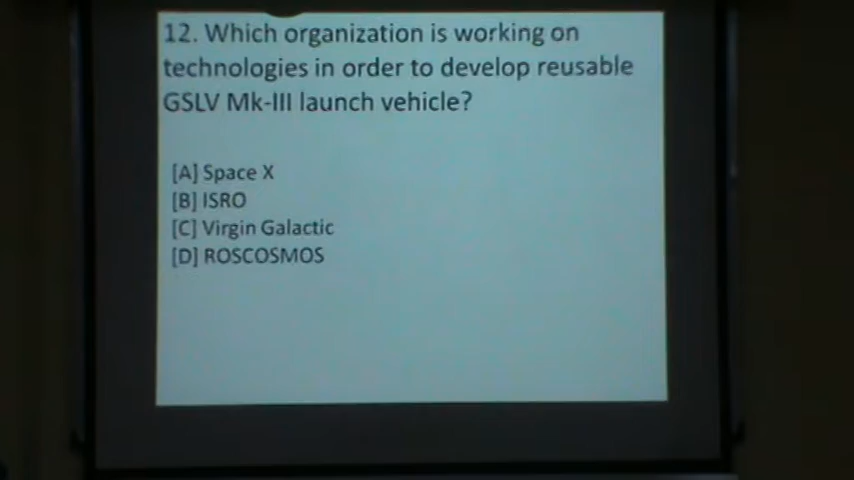 12. Which organization is working on
technologies in order to develop reusable
GSLV Mk-III launch vehicle?
[A] Space X
[B] ISRO
[C] Virgin Galactic
[D] ROSCOSMOS